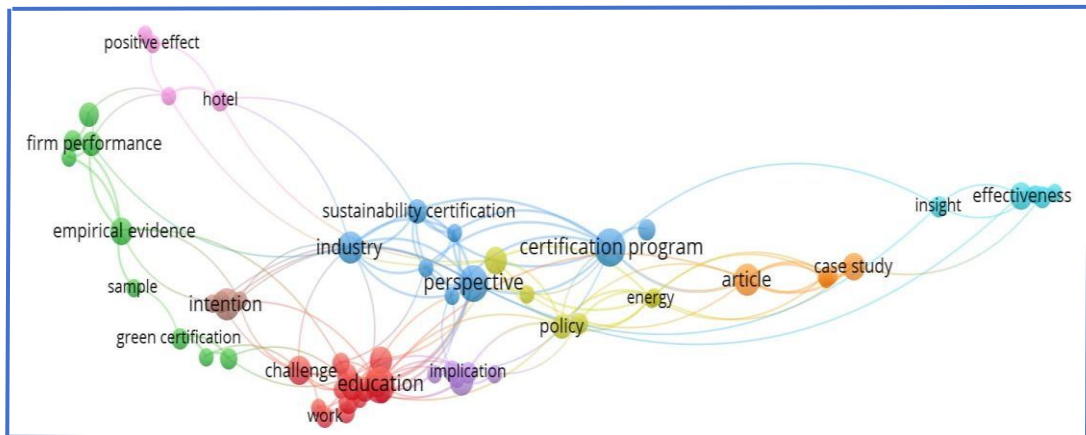 positive effect
hotel
firm performance
effectiveness
insight
sustainability certification
empirical evidence
industry
certification program
case study
perspective
article
sample
intention
energy
policy
green certification
challenge
implication
education
work